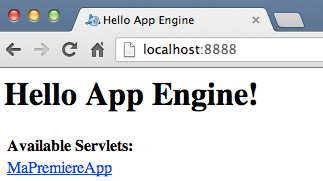 Hello App Engine
localhost:8888
Hello App Engine!
Available Servlets:
MaPremiereApp